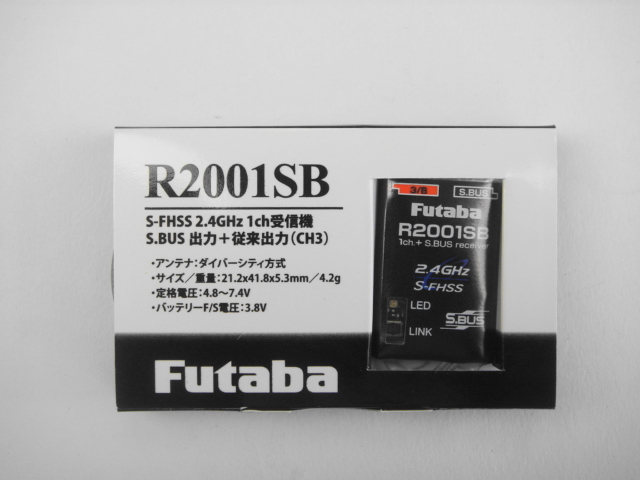 R2001SB
S-FHSS 2.4GHz 1ch受信機
S.BUS 出力+従来出力(CH3)
・アンテナ:ダイバーシティ方式
・サイズ/重量:21.2x41.8x5.3mm/4.2g
・定格電圧:4.8~7.4V
・バッテリーF/S電圧:3.8V
Futaba
3/B S.BUS
Futaba
R2001SB
1ch.+ S.BUS receiver
2.4GHz
S-FHSS
LED
LINK
S.BUS